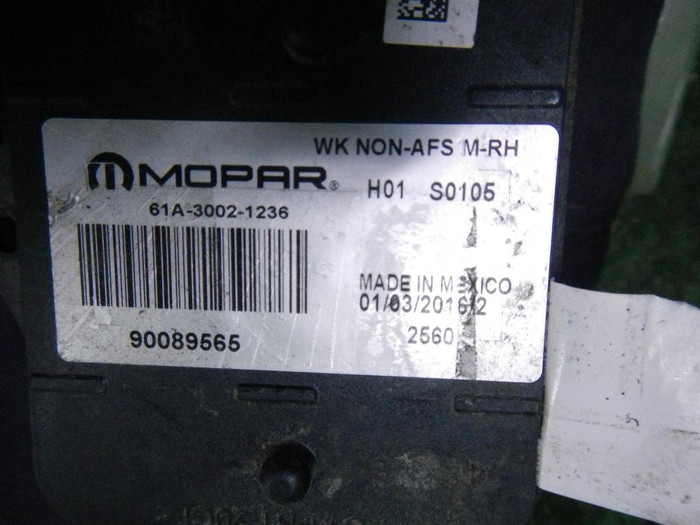 WK NON-AFS M-RH
MOPAR®
H01 S0105
61A-3002-1236
MADE IN MEXICO
01/03/2016/2
90089565
2560